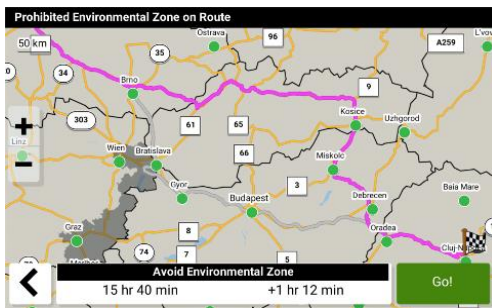 Prohibited Environmental Zone on Route
Ostrava
96
L'vov
A259
50 km
35
34
9
Brno
303
61
65
Kosice
Uzhgorod
+
Linz
Wien
Bratislava
66
Miskolc
-
Gyor
3
Baia Mare
Budapest
Debrecen
Graz
8
Oradea
74
7
5
Cluj-N
Avoid Environmental Zone
15 hr 40 min
+1 hr 12 min
Go!